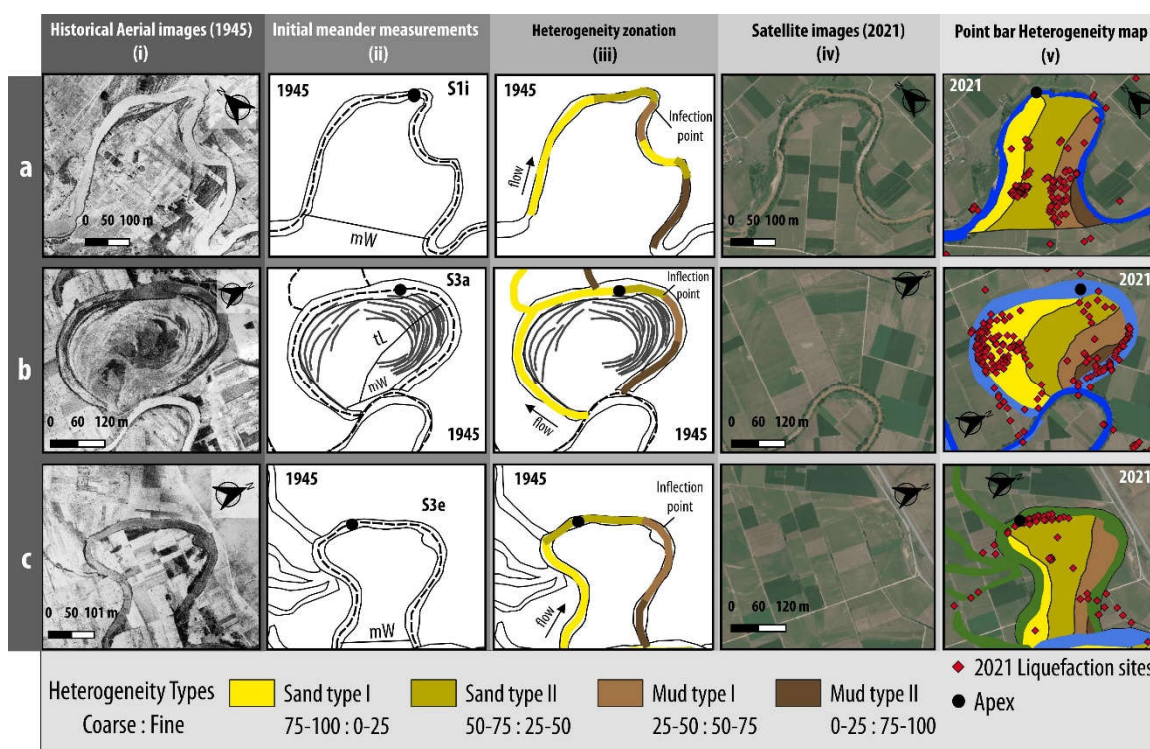 Historical Aerial images (1945)
(i)
Initial meander measurements
(ii)
Heterogeneity zonation
(iii)
Satellite images (2021)
(iv)
Point bar Heterogeneity map
(v)
a
0 50 100 m
1945
S1i
mW
1945
Infection
point
flow
0 50 100 m
2021
b
0 60 120 m
S3a
tL
mW
1945
Inflection
point
flow
1945
0 60 120 m
2021
c
0 50 101 m
1945
S3e
mW
1945
Inflection
point
flow
0 60 120 m
2021
Heterogeneity Types
Coarse : Fine
Sand type I
75-100 : 0-25
Sand type II
50-75 : 25-50
Mud type I
25-50 : 50-75
Mud type II
0-25 : 75-100
2021 Liquefaction sites
Apex